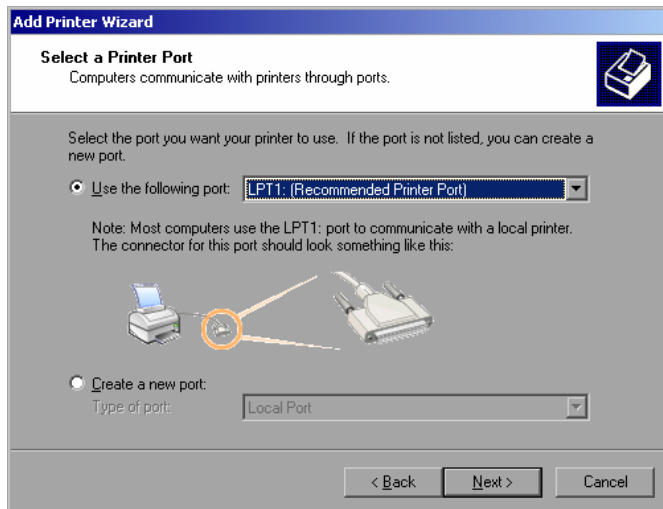 Add Printer Wizard
Select a Printer Port
Computers communicate with printers through ports.
Select the port you want your printer to use. If the port is not listed, you can create a
new port.
Use the following port: LPT1: (Recommended Printer Port)
Note: Most computers use the LPT1: port to communicate with a local printer.
The connector for this port should look something like this:
Create a new port:
Type of port: Local Port
< Back Next > Cancel